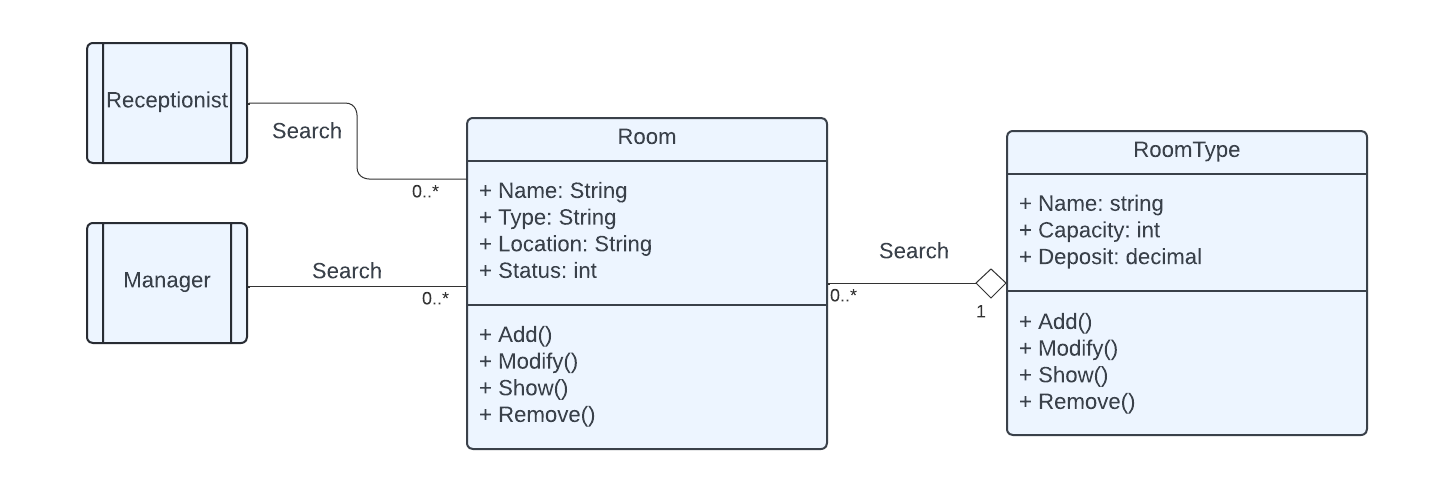 Receptionist
Search
0..*
Manager
Search
0..*
Room
+ Name: String
+ Type: String
+ Location: String
+ Status: int
+ Add()
+ Modify()
+ Show()
+ Remove()
Search
0..*
1
RoomType
+ Name: string
+ Capacity: int
+ Deposit: decimal
+ Add()
+ Modify()
+ Show()
+ Remove()